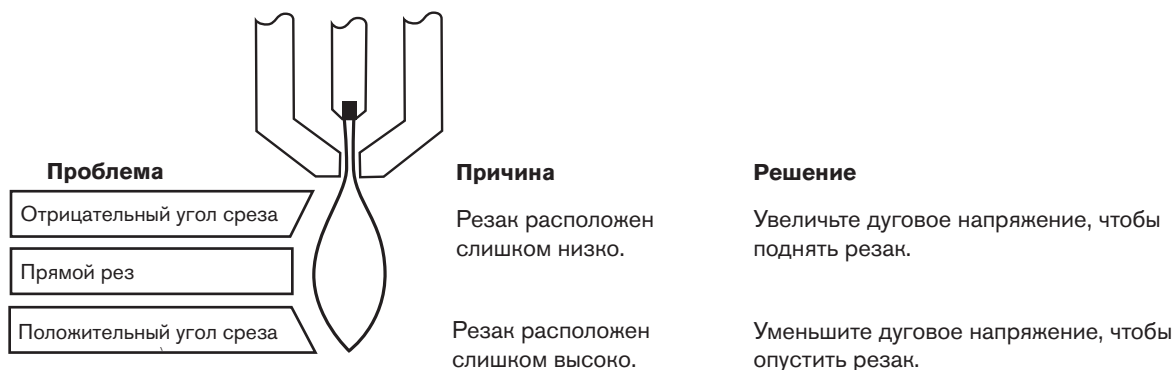 Проблема
Причина
Решение
Отрицательный угол среза
Резак расположен
слишком низко.
Увеличьте дуговое напряжение, чтобы
поднять резак.
Прямой рез
Положительный угол среза
Резак расположен
слишком высоко.
Уменьшите дуговое напряжение, чтобы
опустить резак.